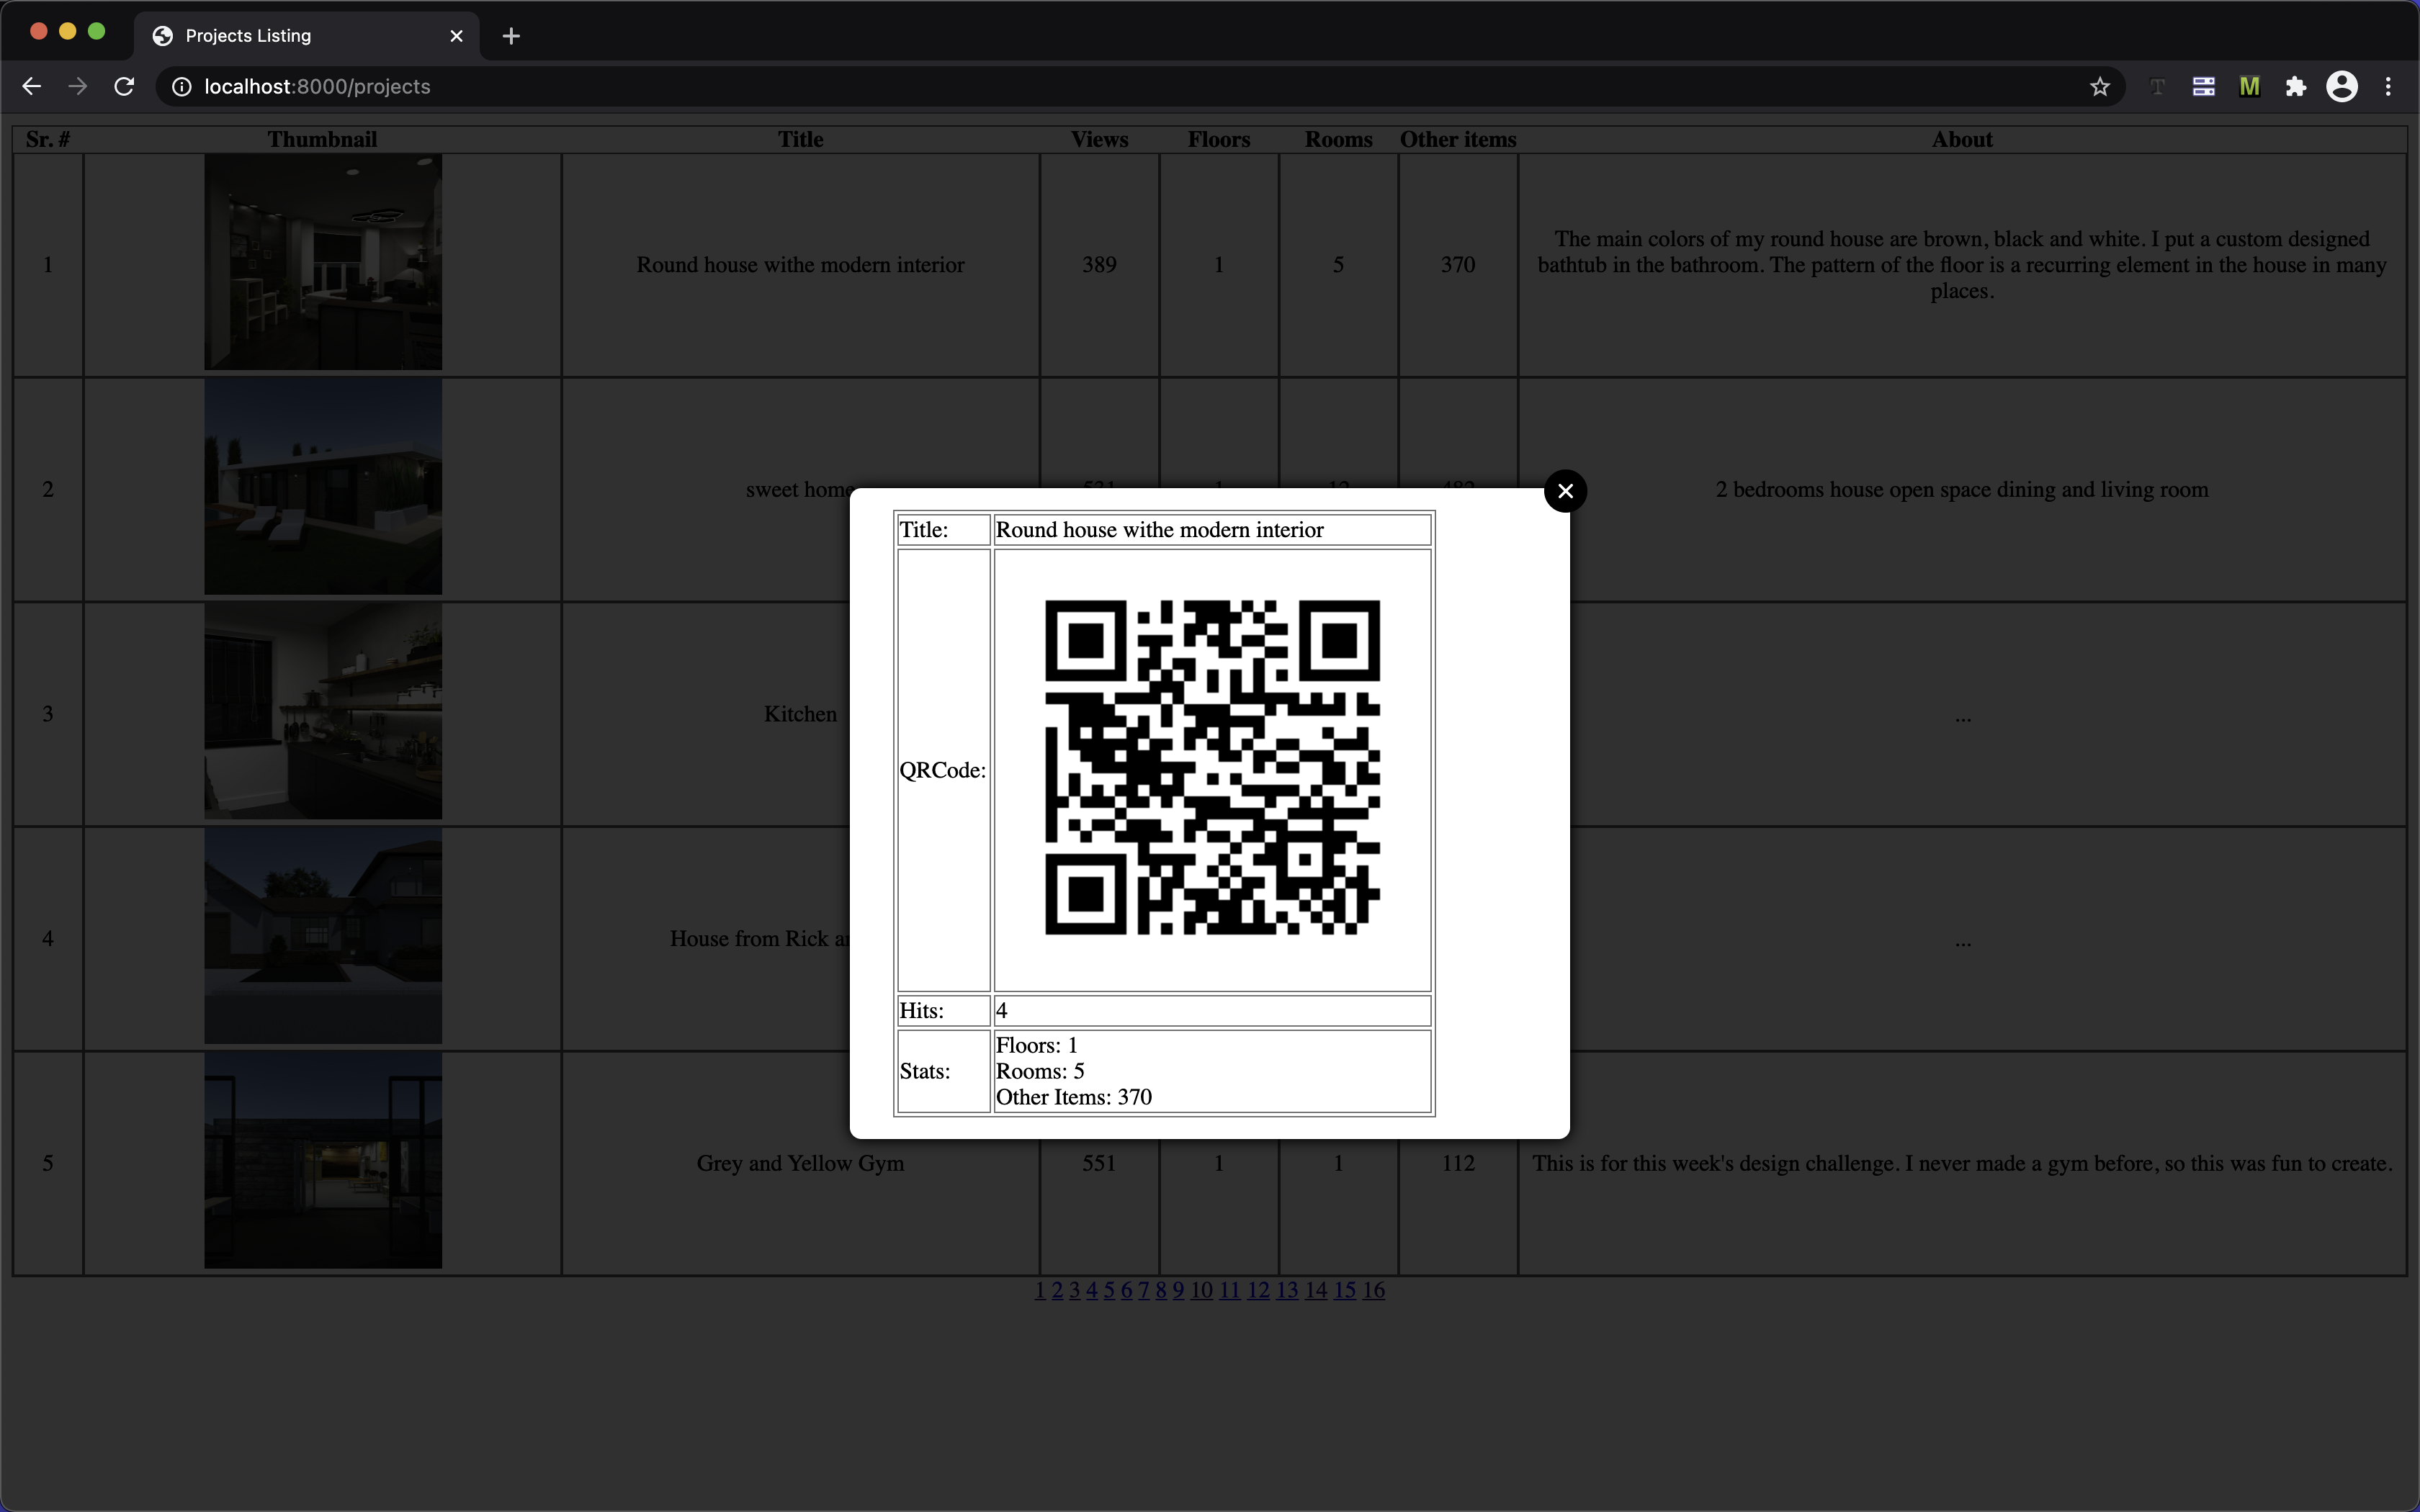 Projects Listing
localhost:8000/projects
T
M
Sr. # Thumbnail Title Views Floors Rooms Other items About
1 Round house withe modern interior 389 1 5 370 The main colors of my round house are brown, black and white. I put a custom designed
bathtub in the bathroom. The pattern of the floor is a recurring element in the house in many
places.
2 sweet home 531 1 12 482 2 bedrooms house open space dining and living room
Title: Round house withe modern interior
3 Kitchen ...
QRCode:
4 House from Rick ...
Hits: 4
Stats: Floors: 1
Rooms: 5
Other Items: 370
5 Grey and Yellow Gym 551 1 1 112 This is for this week's design challenge. I never made a gym before, so this was fun to create.
1 2 3 4 5 6 7 8 9 10 11 12 13 14 15 16